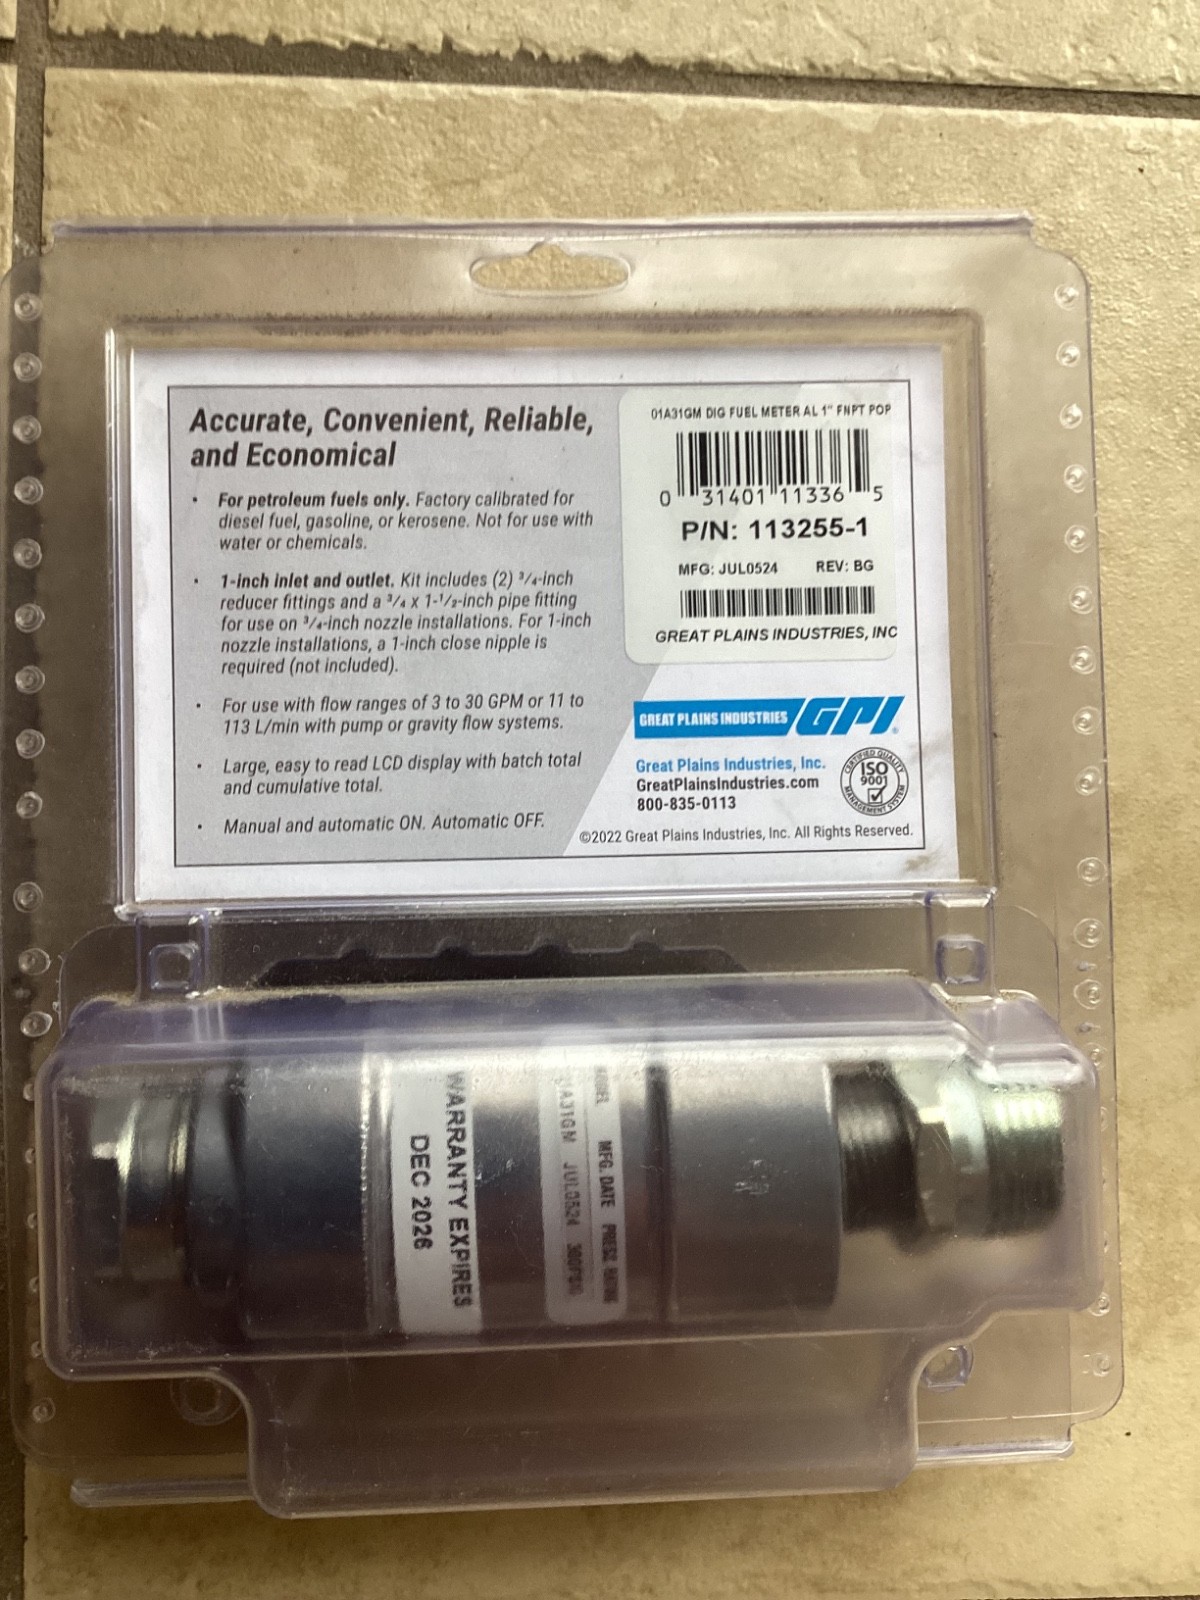 Accurate, Convenient, Reliable,
and Economical
• For petroleum fuels only. Factory calibrated for
diesel fuel, gasoline, or kerosene. Not for use with
water or chemicals.
• 1-inch inlet and outlet. Kit includes (2) 3/4-inch
reducer fittings and a 3/4 x 1-1/2-inch pipe fitting
for use on 3/4-inch nozzle installations. For 1-inch
nozzle installations, a 1-inch close nipple is
required (not included).
• For use with flow ranges of 3 to 30 GPM or 11 to
113 L/min with pump or gravity flow systems.
• Large, easy to read LCD display with batch total
and cumulative total.
• Manual and automatic ON. Automatic OFF.
01A31GM DIG FUEL METER AL 1" FNPT POP
0 31401 11336 5
P/N: 113255-1
MFG: JUL0524 REV: BG
GREAT PLAINS INDUSTRIES, INC
GREAT PLAINS INDUSTRIES GPI®
Great Plains Industries, Inc.
GreatPlainsIndustries.com
800-835-0113
CERTIFIED QUALITY
ISO
9001
MANAGEMENT SYSTEM
©2022 Great Plains Industries, Inc. All Rights Reserved.
WARRANTY EXPIRES
DEC 2026
MFG. DATE PRESS. RATING
JUL0524 300PSIG